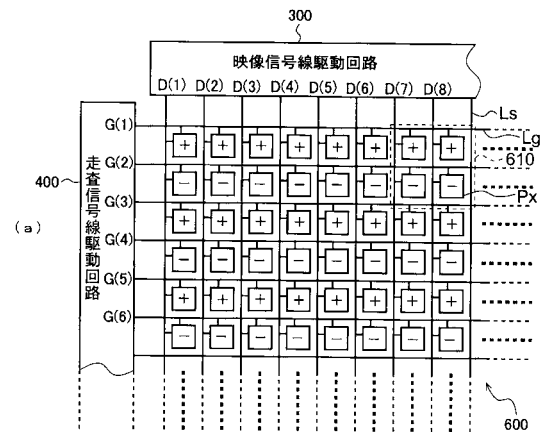 300
映像信号線駆動回路
D(1) D(2) D(3) D(4) D(5) D(6) D(7) D(8)
Ls
G(1)
Lg
+ + + + + + + +
610
G(2)
400
− − − − − − − −
Px
G(3)
走査信号線駆動回路
(a)
+ + + + + + + +
G(4)
− − − − − − − −
G(5)
+ + + + + + + +
G(6)
− − − − − − − −
600